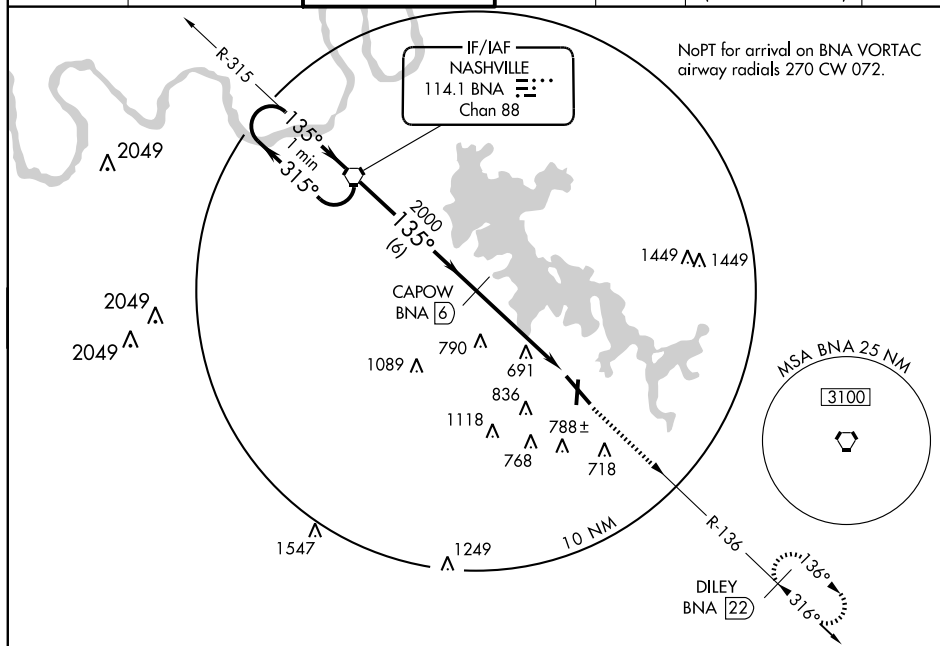 R-315
IF/IAF
NASHVILLE
114.1 BNA
Chan 88
NoPT for arrival on BNA VORTAC
airway radials 270 CW 072.
135°
1 min
315°
2049
2000
135°
(6)
1449
1449
CAPOW
BNA 6
2049
2049
790
691
1089
MSA BNA 25 NM
3100
836
1118
788±
768
718
1547
1249
10 NM
R-136
DILEY
BNA 22
136°
316°